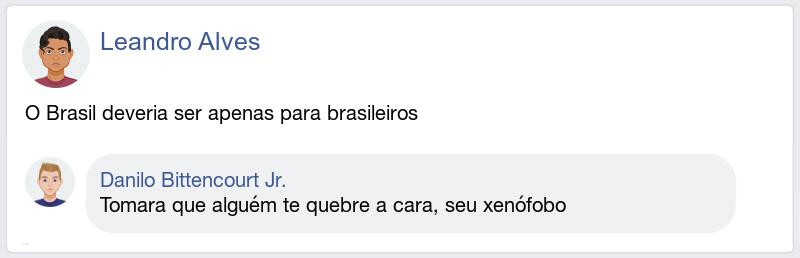 Leandro Alves
O Brasil deveria ser apenas para brasileiros
Danilo Bittencourt Jr.
Tomara que alguém te quebre a cara, seu xenófobo